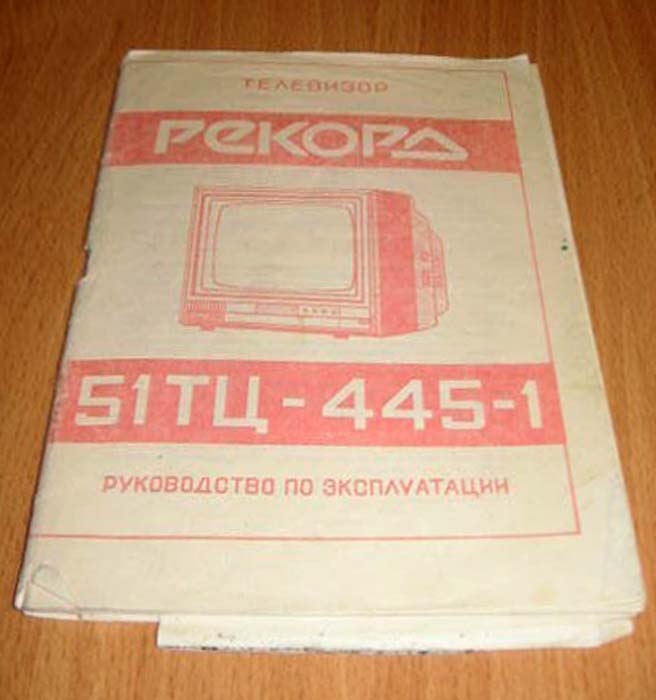 ТЕЛЕВИЗОР
РЕКОРД
51ТЦ-445-1
РУКОВОДСТВО ПО ЭКСПЛУАТАЦИИ